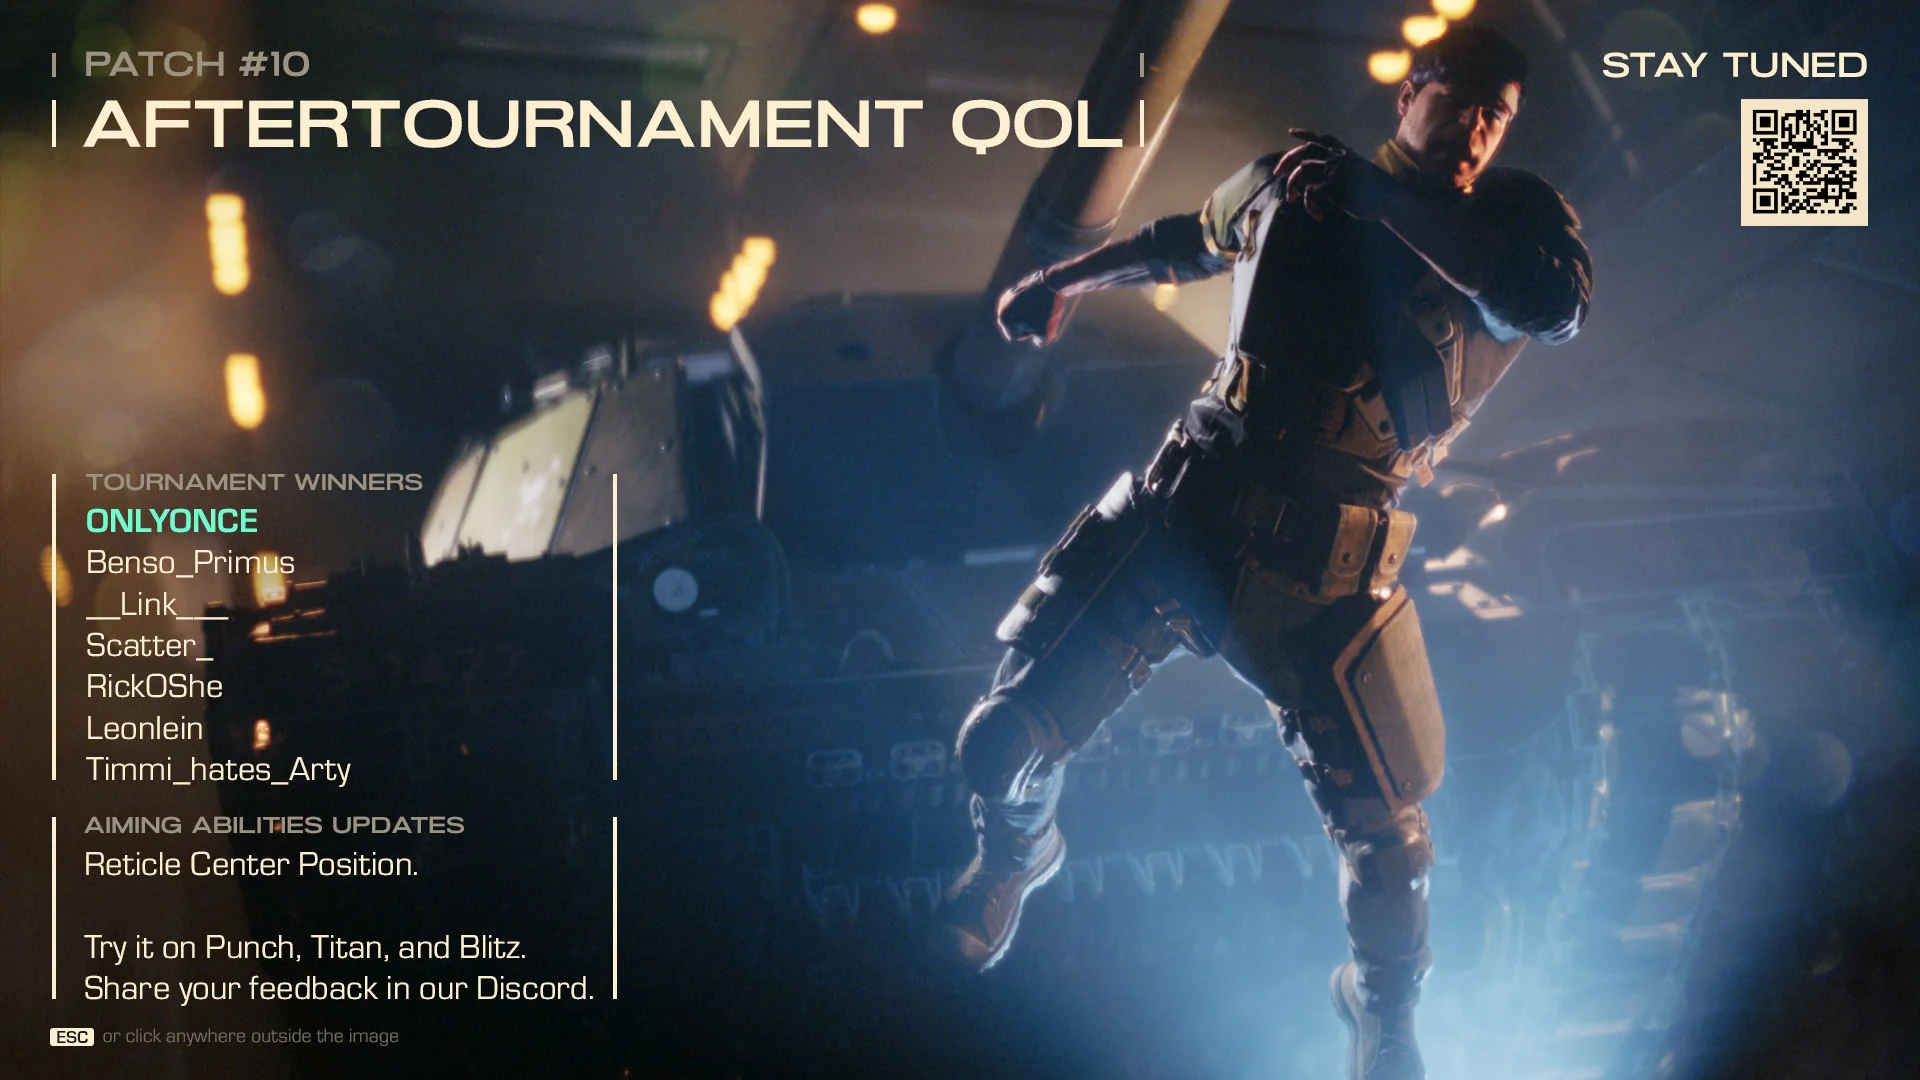 PATCH #10
AFTERTOURNAMENT QOL
STAY TUNED
TOURNAMENT WINNERS
ONLYONCE
Benso_Primus
__Link___
Scatter_
RickOShe
Leonlein
Timmi_hates_Arty
AIMING ABILITIES UPDATES
Reticle Center Position.
Try it on Punch, Titan, and Blitz.
Share your feedback in our Discord.
ESC or click anywhere outside the image